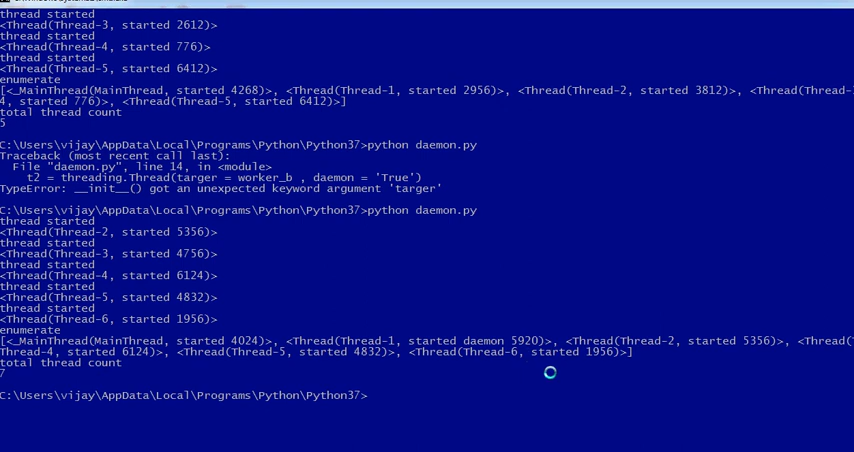 thread started
<Thread(Thread-3, started 2612)>
thread started
<Thread(Thread-4, started 776)>
thread started
<Thread(Thread-5, started 6412)>
enumerate
[<_MainThread(MainThread, started 4268)>, <Thread(Thread-1, started 2956)>, <Thread(Thread-2, started 3812)>, <Thread(Thread-
4, started 776)>, <Thread(Thread-5, started 6412)>]
total thread count
5
C:\Users\vijay\AppData\Local\Programs\Python\Python37>python daemon.py
Traceback (most recent call last):
File "daemon.py", line 14, in <module>
t2 = threading.Thread(targer = worker_b , daemon = 'True')
TypeError: __init__() got an unexpected keyword argument 'targer'
C:\Users\vijay\AppData\Local\Programs\Python\Python37>python daemon.py
thread started
<Thread(Thread-2, started 5356)>
thread started
<Thread(Thread-3, started 4756)>
thread started
<Thread(Thread-4, started 6124)>
thread started
<Thread(Thread-5, started 4832)>
thread started
<Thread(Thread-6, started 1956)>
enumerate
[<_MainThread(MainThread, started 4024)>, <Thread(Thread-1, started daemon 5920)>, <Thread(Thread-2, started 5356)>, <Thread(
Thread-4, started 6124)>, <Thread(Thread-5, started 4832)>, <Thread(Thread-6, started 1956)>]
total thread count
7
C:\Users\vijay\AppData\Local\Programs\Python\Python37>